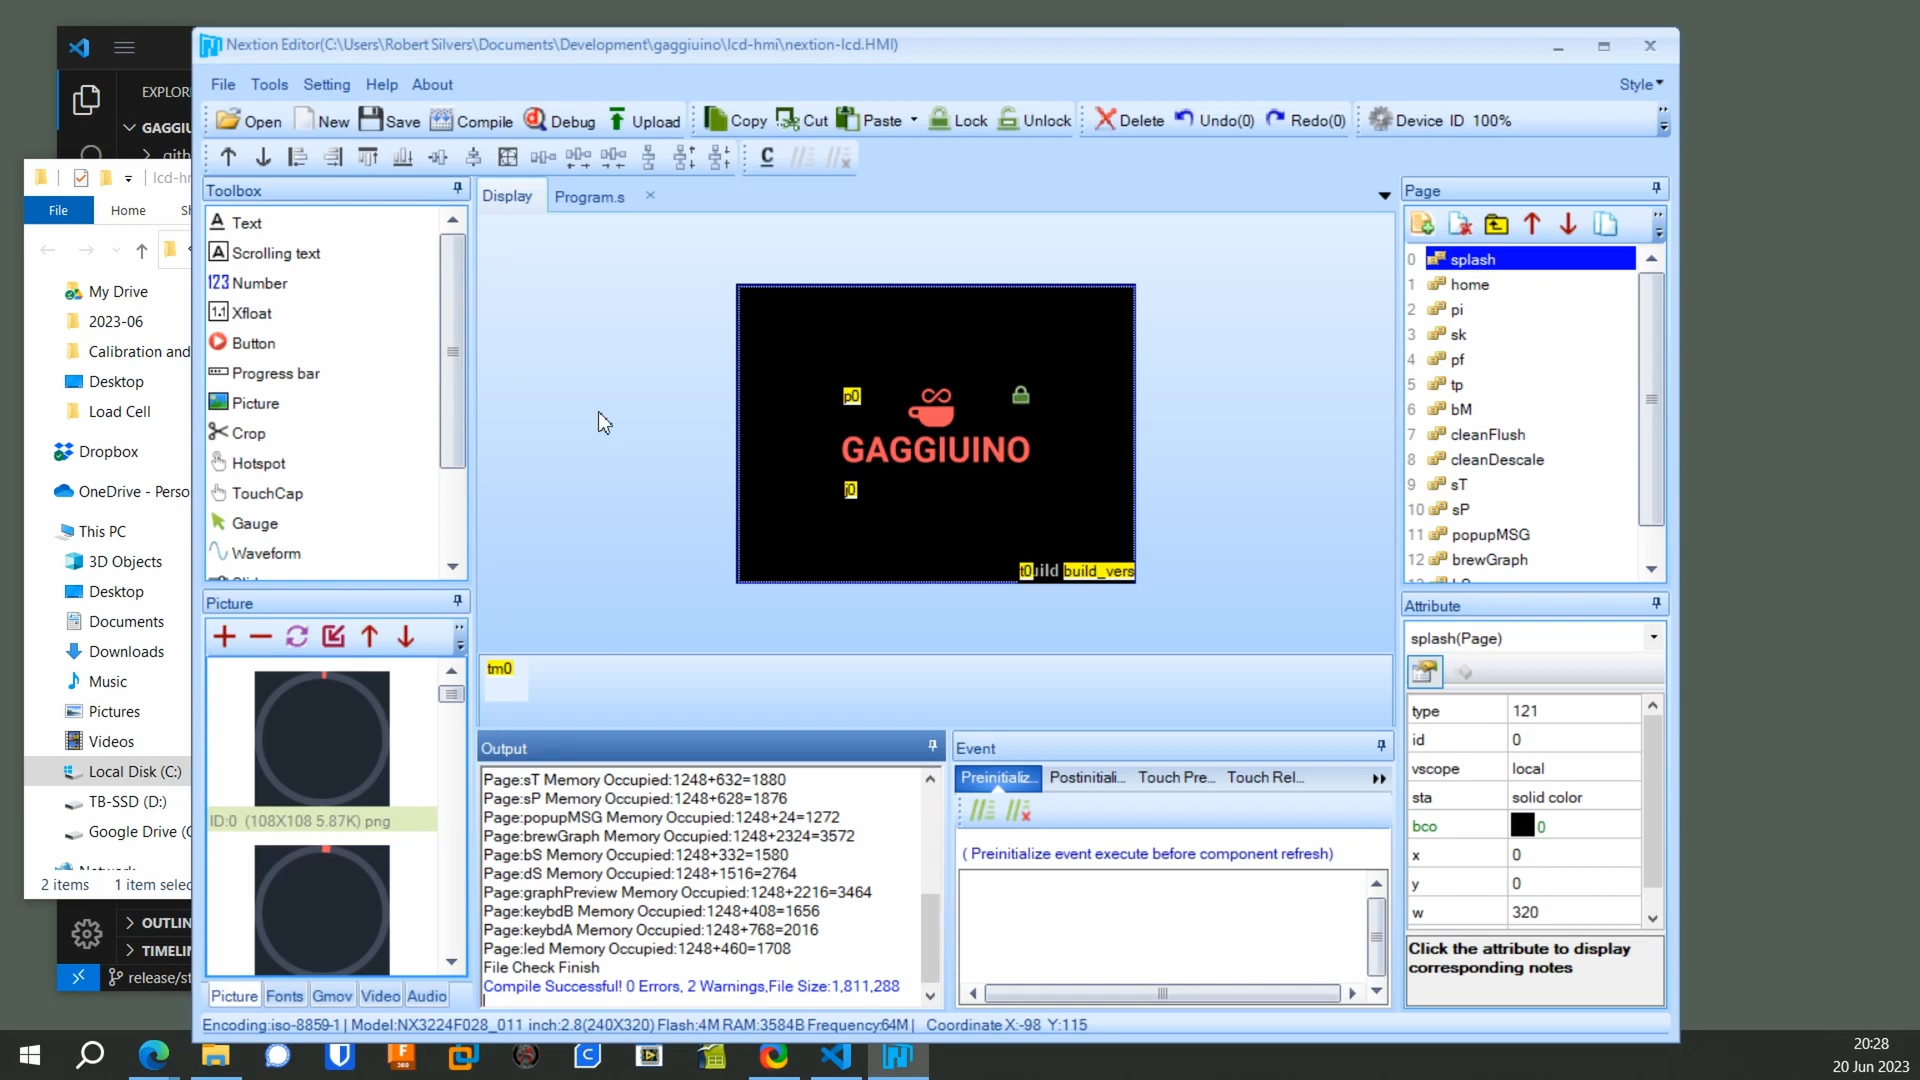 Nextion Editor(C:\Users\Robert Silvers\Documents\Development\gaggiuino\lcd-hmi\nextion-lcd.HMI)
File Tools Setting Help About Style
Open New Save Compile Debug Upload Copy Cut Paste Lock Unlock Delete Undo(0) Redo(0) Device ID 100%
EXPLOR
GAGGIU
gith
lcd-hm
File Home Sh
My Drive
2023-06
Calibration and
Desktop
Load Cell
Dropbox
OneDrive - Perso
This PC
3D Objects
Desktop
Documents
Downloads
Music
Pictures
Videos
Local Disk (C:)
TB-SSD (D:)
Google Drive (G
2 items 1 item selec
OUTLIN
TIMELIN
release/st
Toolbox
Text
Scrolling text
Number
Xfloat
Button
Progress bar
Picture
Crop
Hotspot
TouchCap
Gauge
Waveform
Picture
ID:0 (108X108 5.87K) png
Picture Fonts Gmov Video Audio
Display Program.s
p0
GAGGIUINO
j0
t0uild build_vers
tm0
Output
Page:sT Memory Occupied:1248+632=1880
Page:sP Memory Occupied:1248+628=1876
Page:popupMSG Memory Occupied:1248+24=1272
Page:brewGraph Memory Occupied:1248+2324=3572
Page:bS Memory Occupied:1248+332=1580
Page:dS Memory Occupied:1248+1516=2764
Page:graphPreview Memory Occupied:1248+2216=3464
Page:keybdB Memory Occupied:1248+408=1656
Page:keybdA Memory Occupied:1248+768=2016
Page:led Memory Occupied:1248+460=1708
File Check Finish
Compile Successful! 0 Errors, 2 Warnings,File Size:1,811,288
Event
Preinitializ... Postinitiali... Touch Pre... Touch Rel...
( Preinitialize event execute before component refresh)
Page
0 splash
1 home
2 pi
3 sk
4 pf
5 tp
6 bM
7 cleanFlush
8 cleanDescale
9 sT
10 sP
11 popupMSG
12 brewGraph
Attribute
splash(Page)
type 121
id 0
vscope local
sta solid color
bco 0
x 0
y 0
w 320
Click the attribute to display
corresponding notes
Encoding:iso-8859-1 | Model:NX3224F028_011 inch:2.8(240X320) Flash:4M RAM:3584B Frequency:64M | Coordinate X:-98 Y:115
20:28
20 Jun 2023